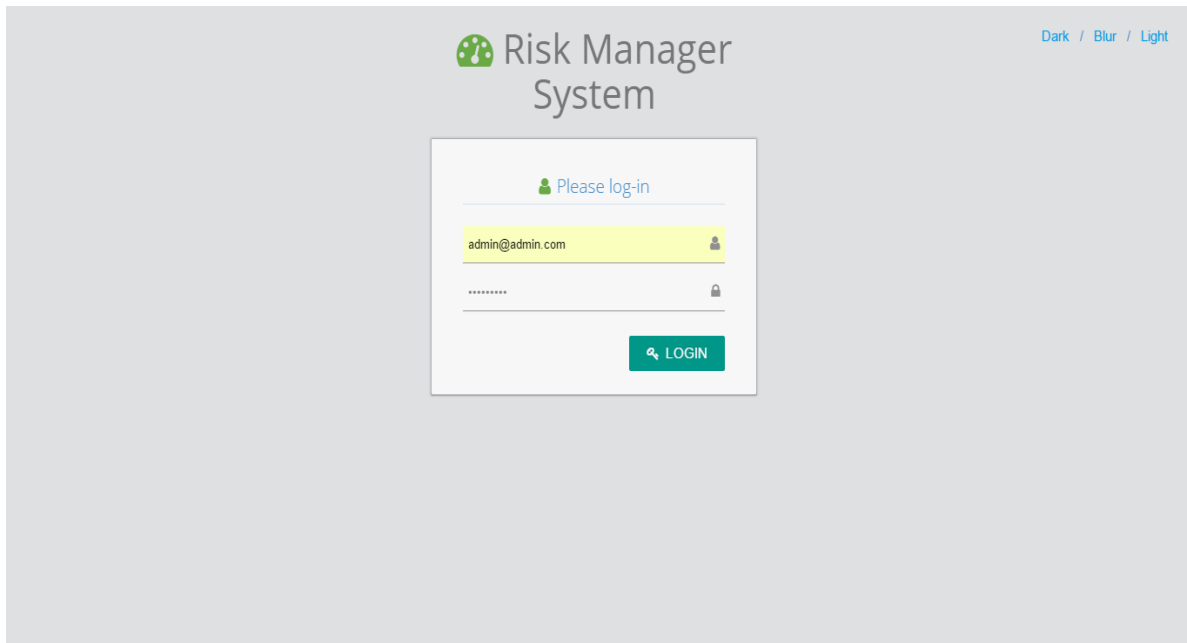 Risk Manager
System
Dark / Blur / Light
Please log-in
admin@admin.com
•••••••••
LOGIN